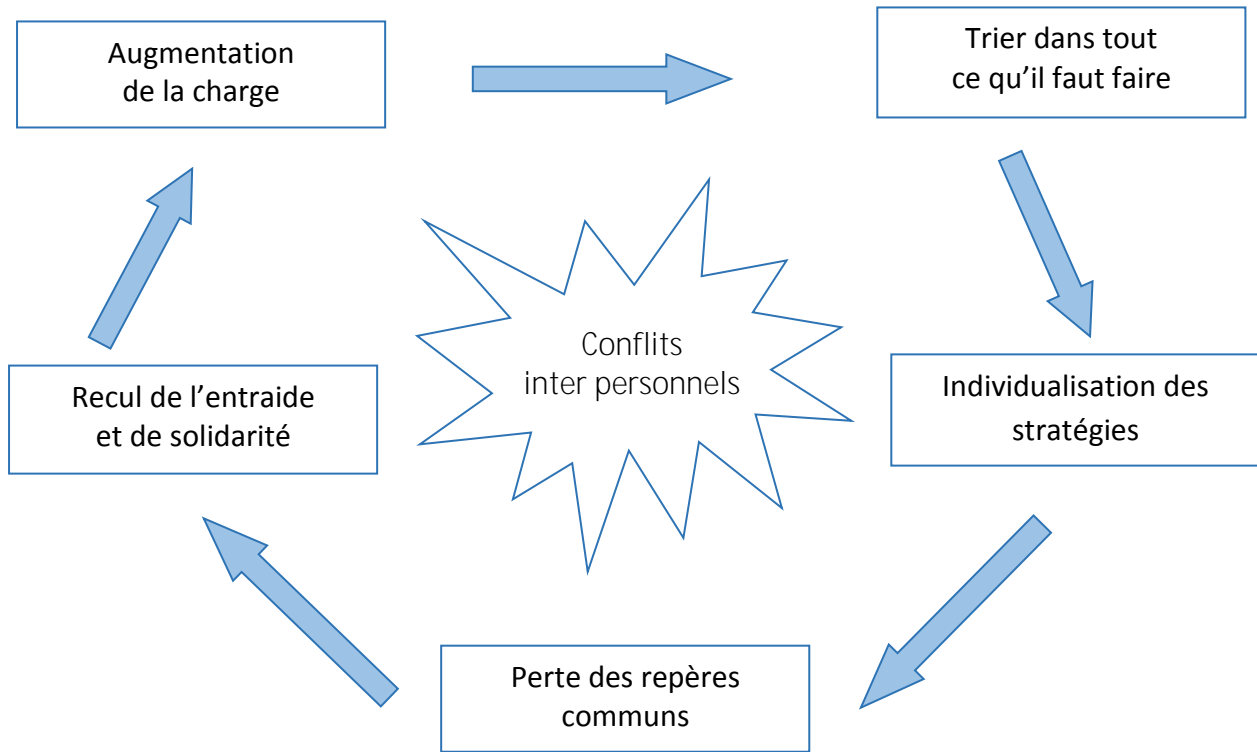 Augmentation
de la charge
Trier dans tout
ce qu’il faut faire
Conflits
inter personnels
Recul de l’entraide
et de solidarité
Individualisation des
stratégies
Perte des repères
communs